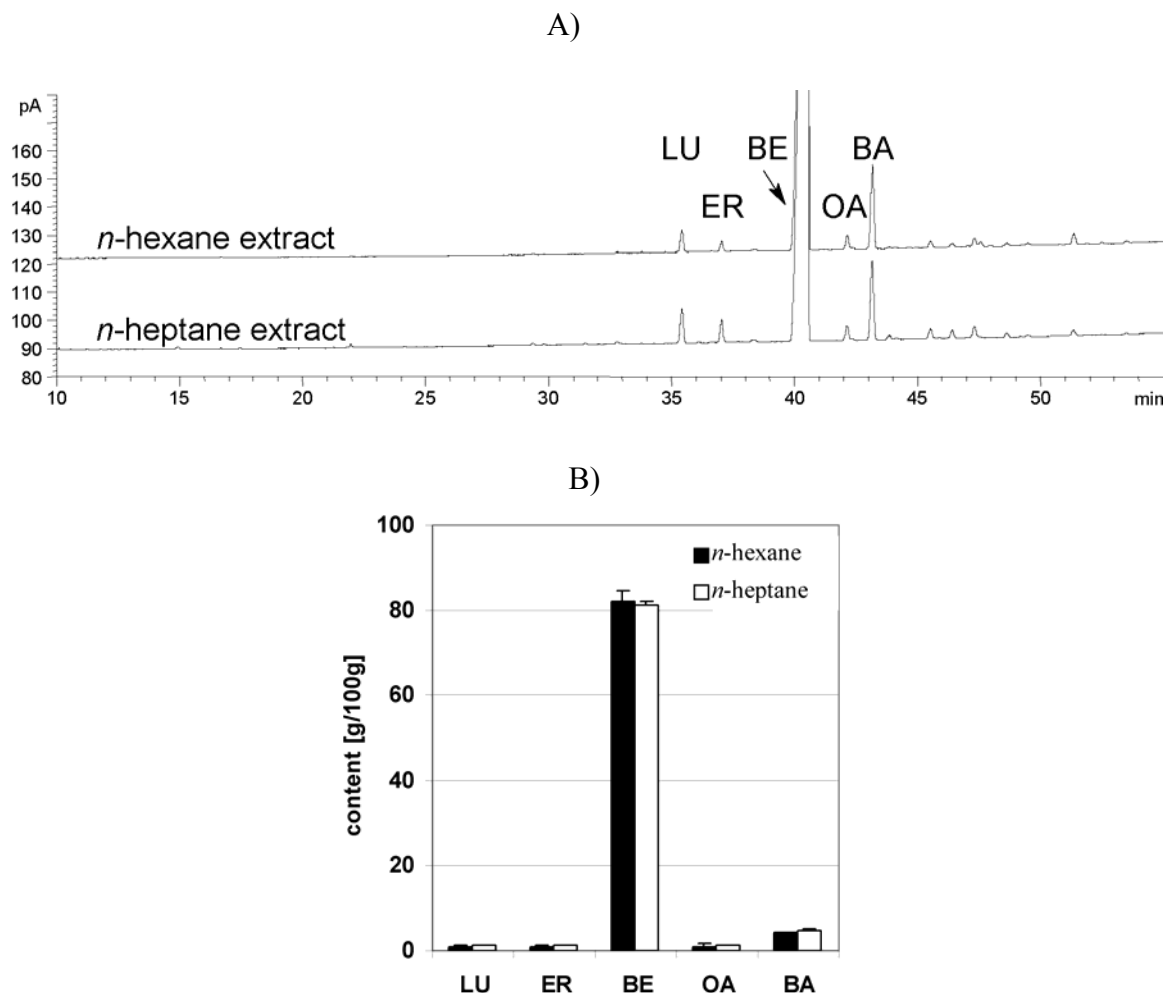 A)
pA
160
150
140
130
120
110
100
90
80
LU
BE
BA
ER
OA
n-hexane extract
n-heptane extract
10 15 20 25 30 35 40 45 50 min
B)
content [g/100g]
100
80
60
40
20
0
n-hexane
n-heptane
LU ER BE OA BA